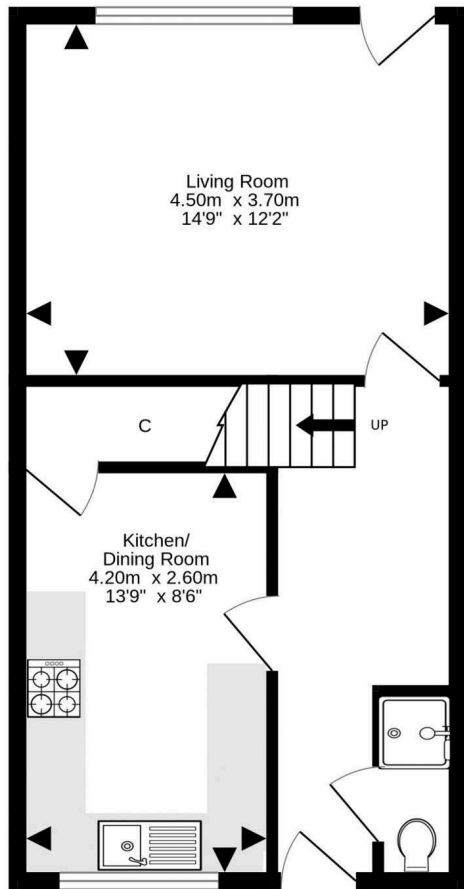 Living Room
4.50m x 3.70m
14'9" x 12'2"
C
UP
Kitchen/
Dining Room
4.20m x 2.60m
13'9" x 8'6"